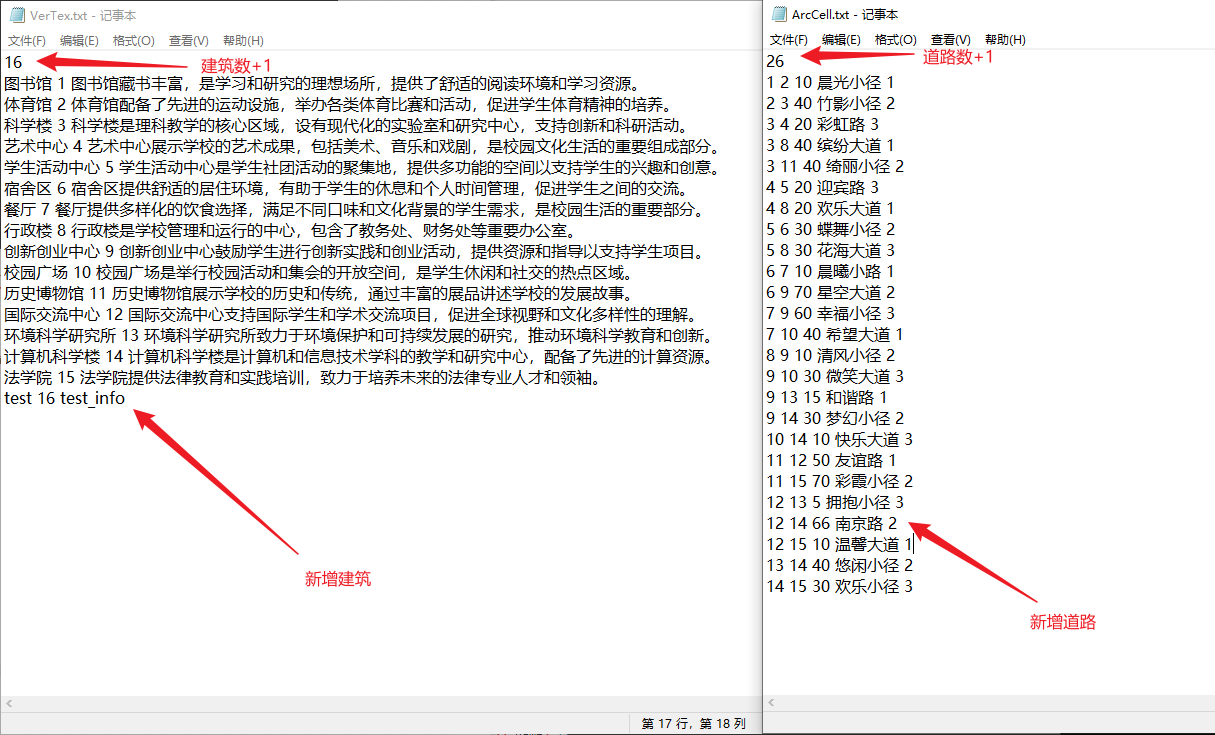 VerTex.txt - 记事本
文件(F) 编辑(E) 格式(O) 查看(V) 帮助(H)
16
建筑数+1
图书馆 1 图书馆藏书丰富，是学习和研究的理想场所，提供了舒适的阅读环境和学习资源。
体育馆 2 体育馆配备了先进的运动设施，举办各类体育比赛和活动，促进学生体育精神的培养。
科学楼 3 科学楼是理科教学的核心区域，设有现代化的实验室和研究中心，支持创新和科研活动。
艺术中心 4 艺术中心展示学校的艺术成果，包括美术、音乐和戏剧，是校园文化生活的重要组成部分。
学生活动中心 5 学生活动中心是学生社团活动的聚集地，提供多功能的空间以支持学生的兴趣和创意。
宿舍区 6 宿舍区提供舒适的居住环境，有助于学生的休息和个人时间管理，促进学生之间的交流。
餐厅 7 餐厅提供多样化的饮食选择，满足不同口味和文化背景的学生需求，是校园生活的重要部分。
行政楼 8 行政楼是学校管理和运行的中心，包含了教务处、财务处等重要办公室。
创新创业中心 9 创新创业中心鼓励学生进行创新实践和创业活动，提供资源和指导以支持学生项目。
校园广场 10 校园广场是举行校园活动和集会的开放空间，是学生休闲和社交的热点区域。
历史博物馆 11 历史博物馆展示学校的历史和传统，通过丰富的展品讲述学校的发展故事。
国际交流中心 12 国际交流中心支持国际学生和学术交流项目，促进全球视野和文化多样性的理解。
环境科学研究所 13 环境科学研究所致力于环境保护和可持续发展的研究，推动环境科学教育和创新。
计算机科学楼 14 计算机科学楼是计算机和信息技术学科的教学和研究中心，配备了先进的计算资源。
法学院 15 法学院提供法律教育和实践培训，致力于培养未来的法律专业人才和领袖。
test 16 test_info
新增建筑
第 17 行，第 18 列
ArcCell.txt - 记事本
文件(F) 编辑(E) 格式(O) 查看(V) 帮助(H)
26
道路数+1
1 2 10 晨光小径 1
2 3 40 竹影小径 2
3 4 20 彩虹路 3
3 8 40 缤纷大道 1
3 11 40 绮丽小径 2
4 5 20 迎宾路 3
4 8 20 欢乐大道 1
5 6 30 蝶舞小径 2
5 8 30 花海大道 3
6 7 10 晨曦小路 1
6 9 70 星空大道 2
7 9 60 幸福小径 3
7 10 40 希望大道 1
8 9 10 清风小径 2
9 10 30 微笑大道 3
9 13 15 和谐路 1
9 14 30 梦幻小径 2
10 14 10 快乐大道 3
11 12 50 友谊路 1
11 15 70 彩霞小径 2
12 13 5 拥抱小径 3
12 14 66 南京路 2
12 15 10 温馨大道 1
13 14 40 悠闲小径 2
14 15 30 欢乐小径 3
新增道路